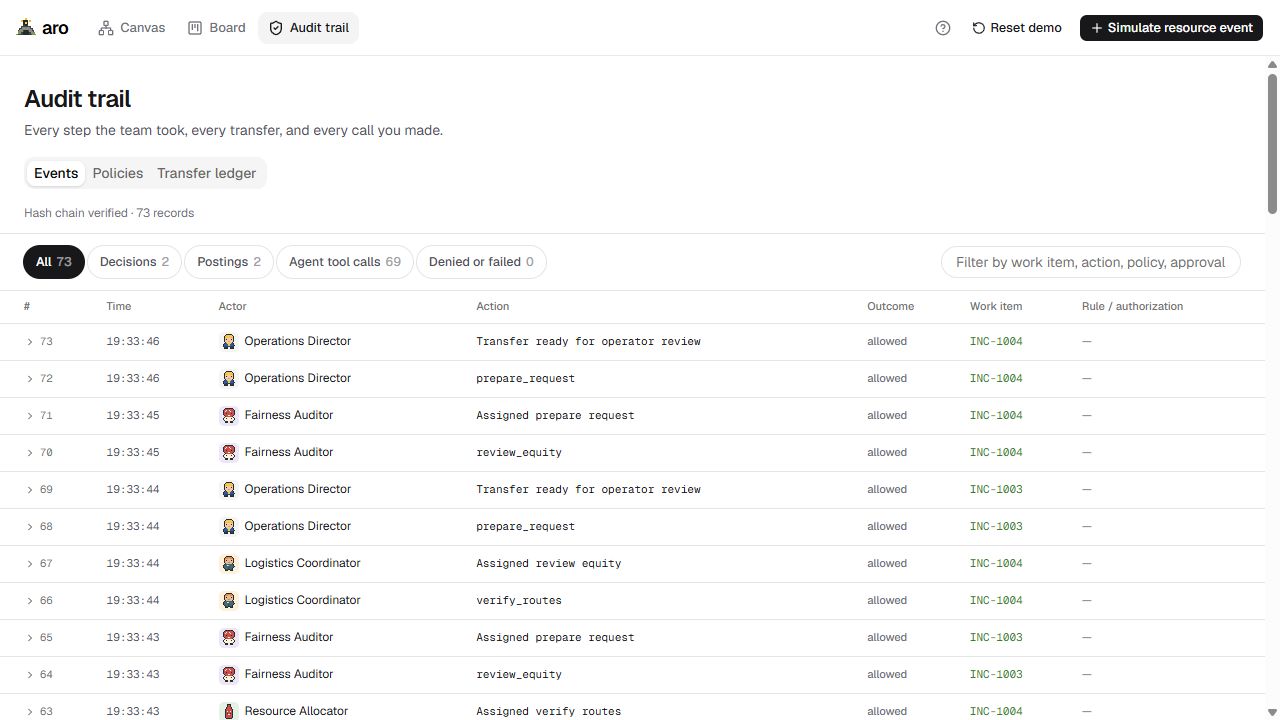 aro Canvas Board Audit trail Reset demo + Simulate resource event
Audit trail
Every step the team took, every transfer, and every call you made.
Events Policies Transfer ledger
Hash chain verified · 73 records
All 73 Decisions 2 Postings 2 Agent tool calls 69 Denied or failed 0 Filter by work item, action, policy, approval
# Time Actor Action Outcome Work item Rule / authorization
73 19:33:46 Operations Director Transfer ready for operator review allowed INC-1004 —
72 19:33:46 Operations Director prepare_request allowed INC-1004 —
71 19:33:45 Fairness Auditor Assigned prepare request allowed INC-1004 —
70 19:33:45 Fairness Auditor review_equity allowed INC-1004 —
69 19:33:44 Operations Director Transfer ready for operator review allowed INC-1003 —
68 19:33:44 Operations Director prepare_request allowed INC-1003 —
67 19:33:44 Logistics Coordinator Assigned review equity allowed INC-1004 —
66 19:33:44 Logistics Coordinator verify_routes allowed INC-1004 —
65 19:33:43 Fairness Auditor Assigned prepare request allowed INC-1003 —
64 19:33:43 Fairness Auditor review_equity allowed INC-1003 —
63 19:33:43 Resource Allocator Assigned verify routes allowed INC-1004 —